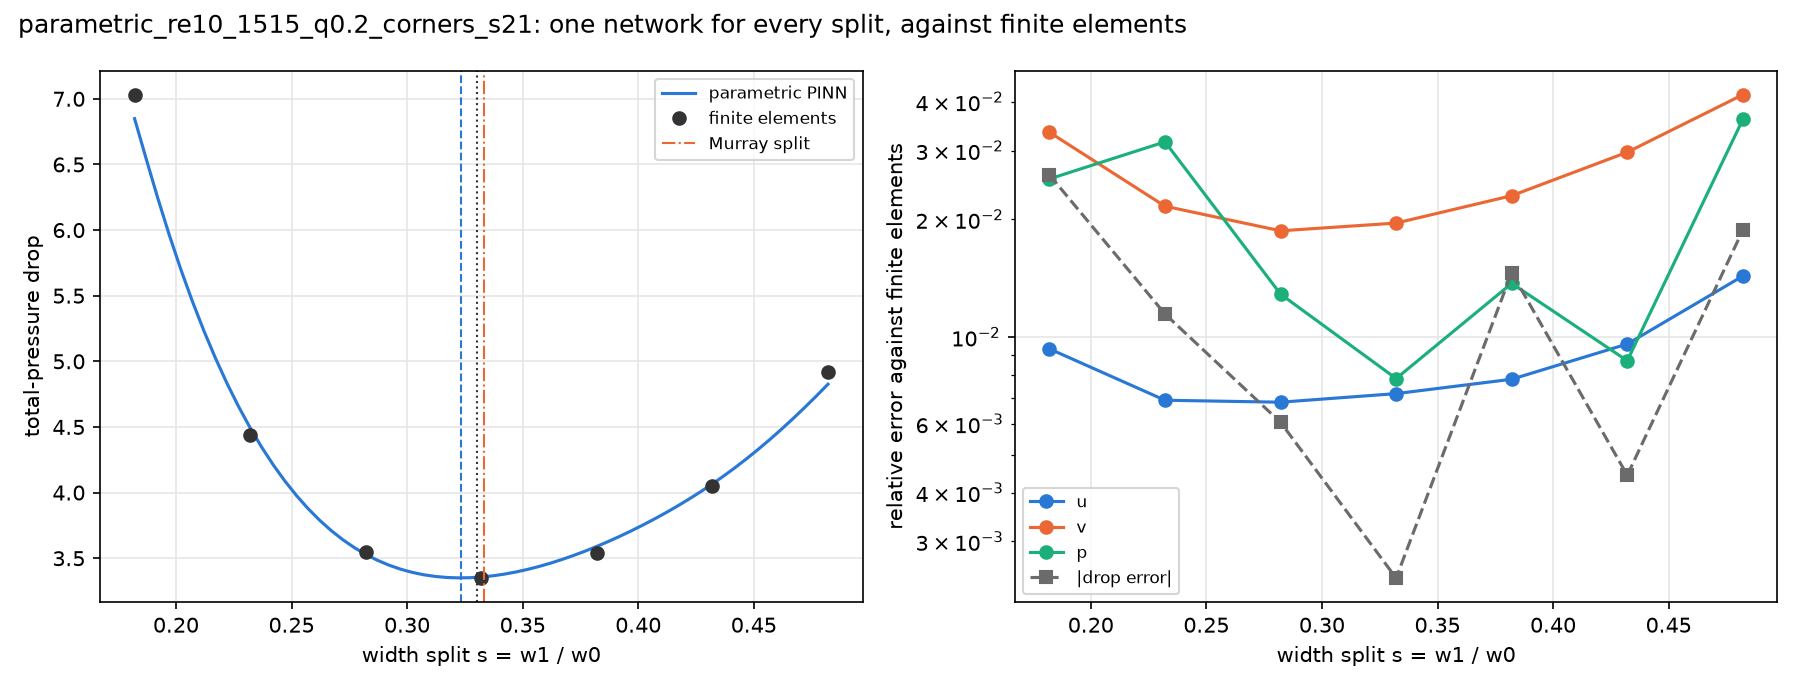 parametric_re10_1515_q0.2_corners_s21: one network for every split, against finite elements
total-pressure drop
7.0
6.5
6.0
5.5
5.0
4.5
4.0
3.5
0.20
0.25
0.30
0.35
0.40
0.45
width split s = w1 / w0
parametric PINN
finite elements
Murray split
relative error against finite elements
4 × 10⁻²
3 × 10⁻²
2 × 10⁻²
10⁻²
6 × 10⁻³
4 × 10⁻³
3 × 10⁻³
0.20
0.25
0.30
0.35
0.40
0.45
width split s = w1 / w0
u
v
p
|drop error|